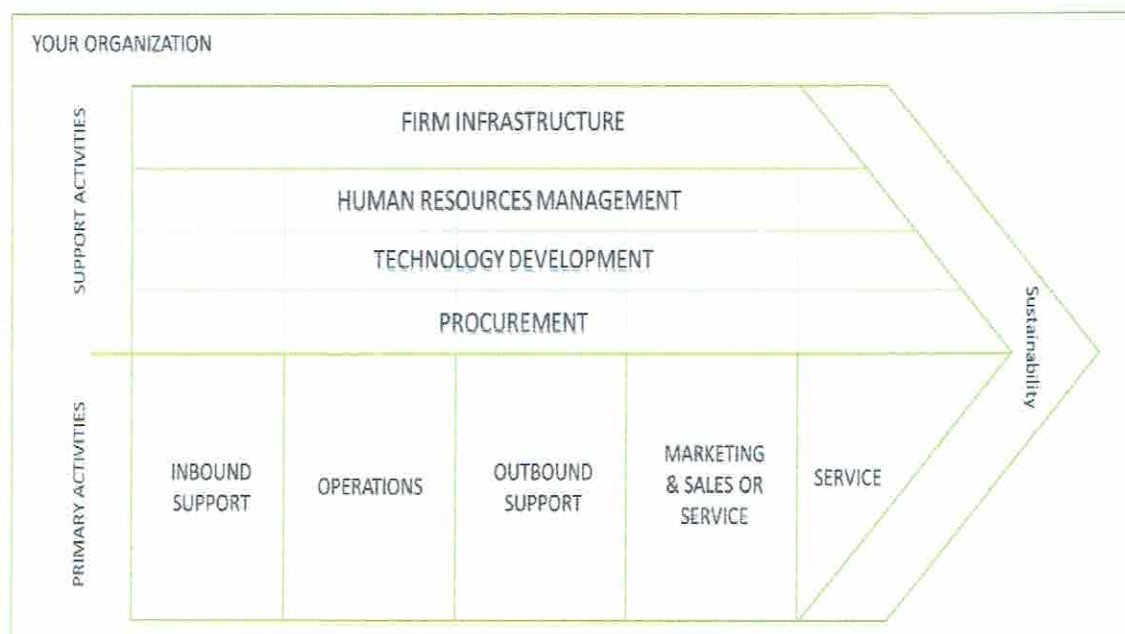 YOUR ORGANIZATION
SUPPORT ACTIVITIES
FIRM INFRASTRUCTURE
HUMAN RESOURCES MANAGEMENT
TECHNOLOGY DEVELOPMENT
PROCUREMENT
Sustainability
PRIMARY ACTIVITIES
INBOUND
SUPPORT
OPERATIONS
OUTBOUND
SUPPORT
MARKETING
& SALES OR
SERVICE
SERVICE